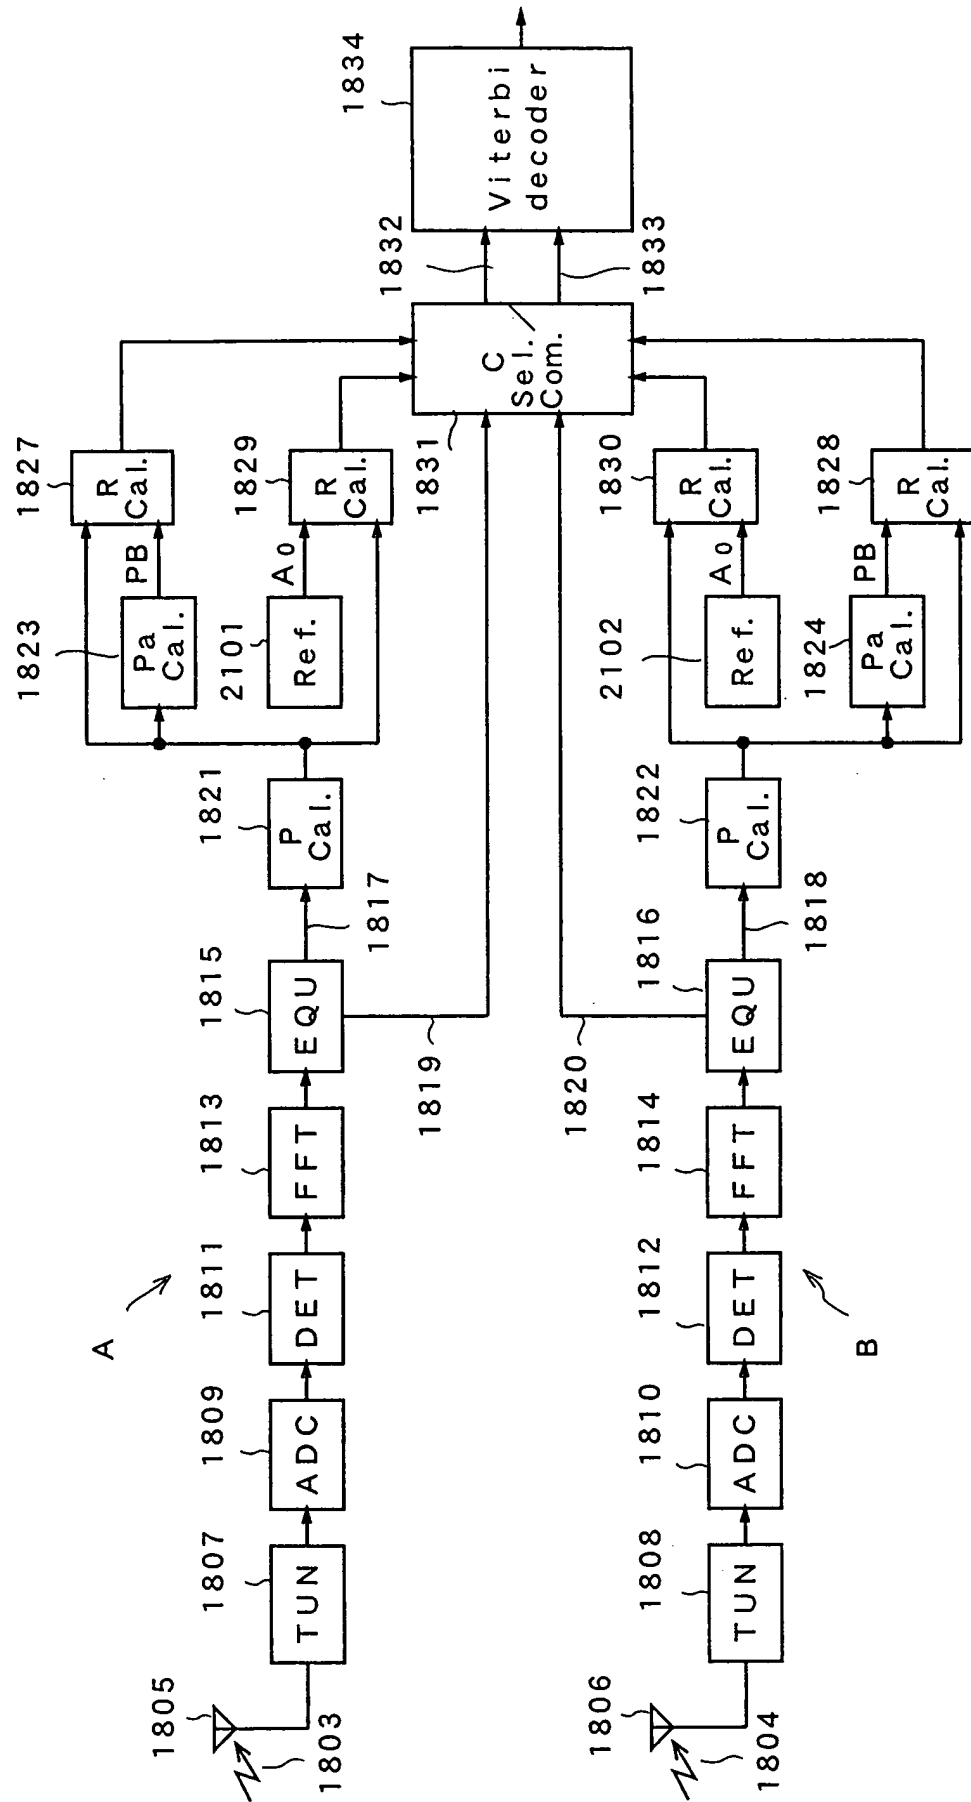 A
1805
1803
1807
TUN
1809
ADC
1811
DET
1813
FFT
1815
EQU
1817
1819
1821
P
Cal.
1823
Pa
Cal.
PB
1827
R
Cal.
2101
Ref.
A0
1829
R
Cal.
1831
C
Sel.
Com.
1832
1833
1834
Viterbi
decoder
B
1806
1804
1808
TUN
1810
ADC
1812
DET
1814
FFT
1816
EQU
1818
1820
1822
P
Cal.
2102
Ref.
A0
1830
R
Cal.
1824
Pa
Cal.
PB
1828
R
Cal.